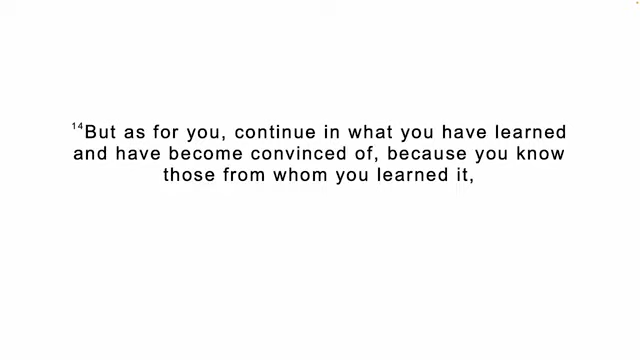 ¹⁴But as for you, continue in what you have learned
and have become convinced of, because you know
those from whom you learned it,